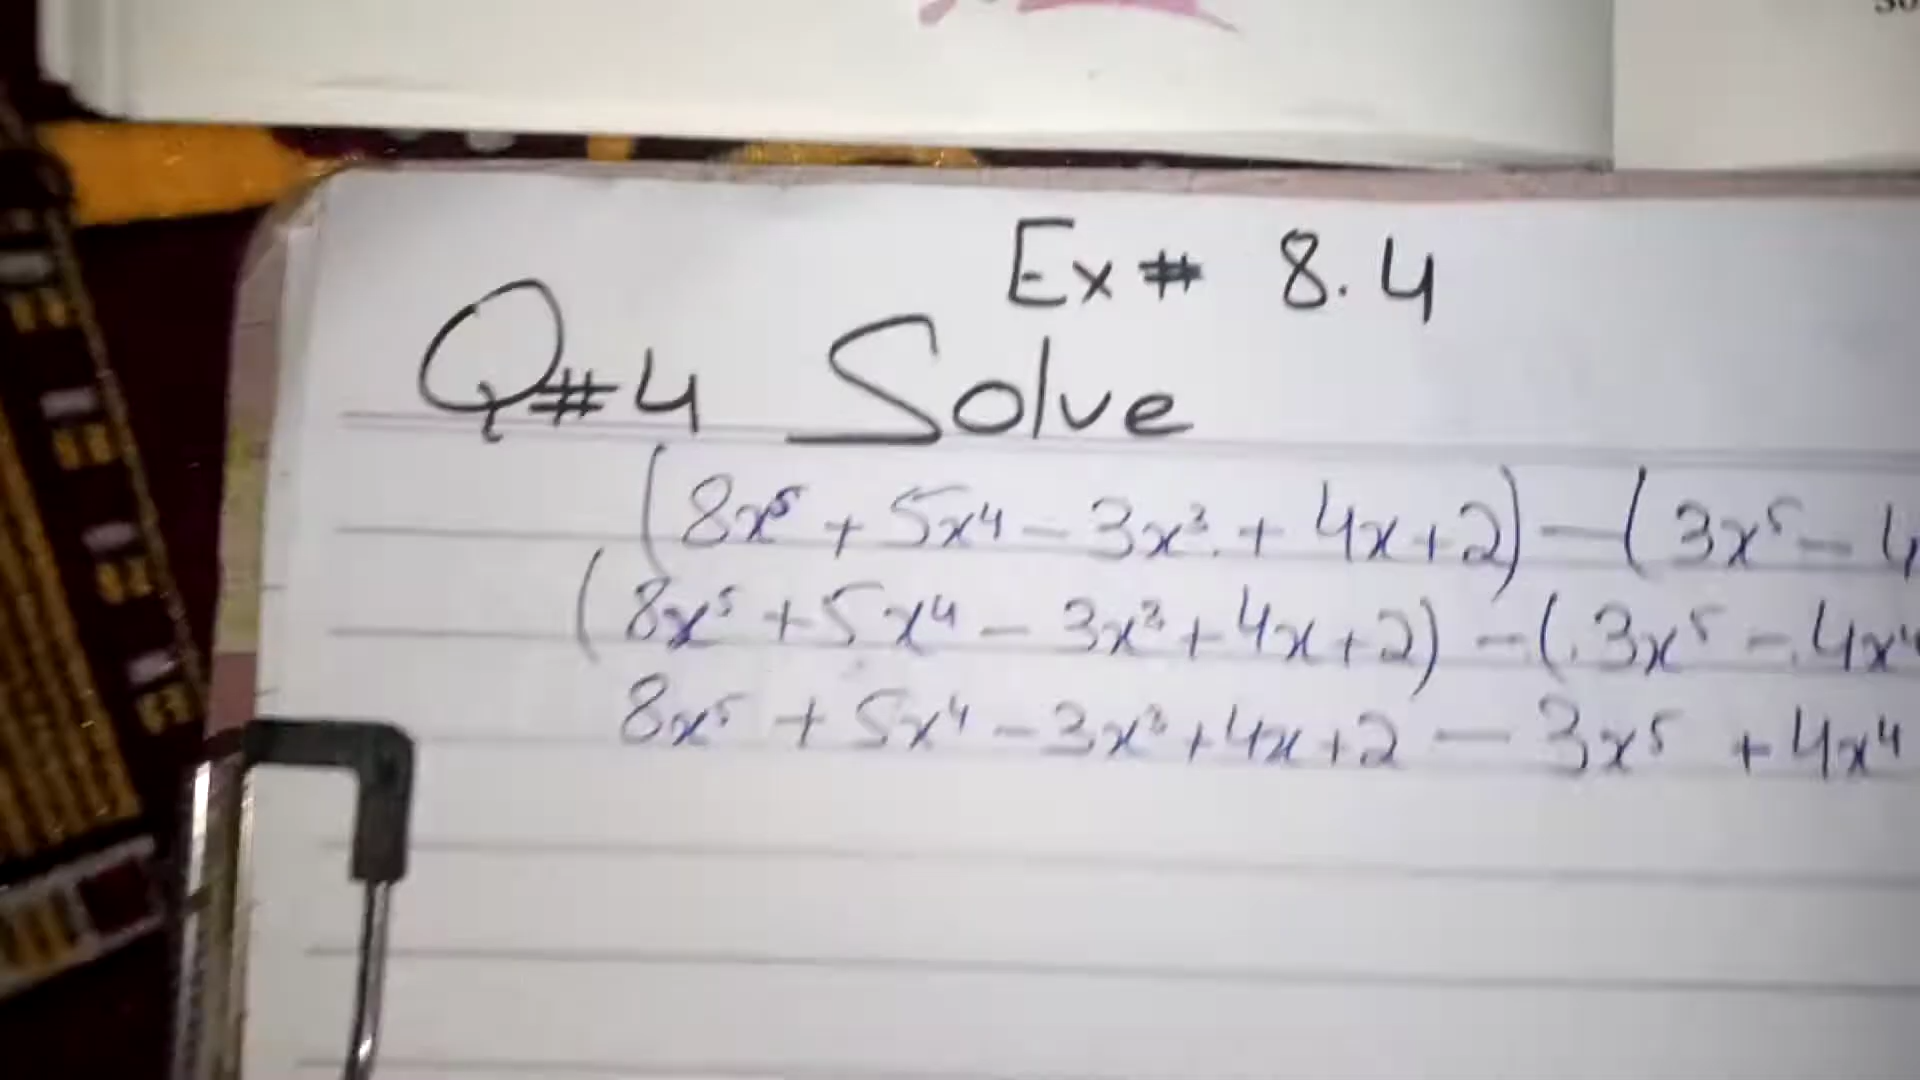 Ex# 8.4
Q#4 Solve
(8x⁵ + 5x⁴ - 3x³ + 4x + 2) - (3x⁵ - 4
(8x⁵ + 5x⁴ - 3x³ + 4x + 2) - (3x⁵ - 4x⁴
8x⁵ + 5x⁴ - 3x³ + 4x + 2 - 3x⁵ + 4x⁴